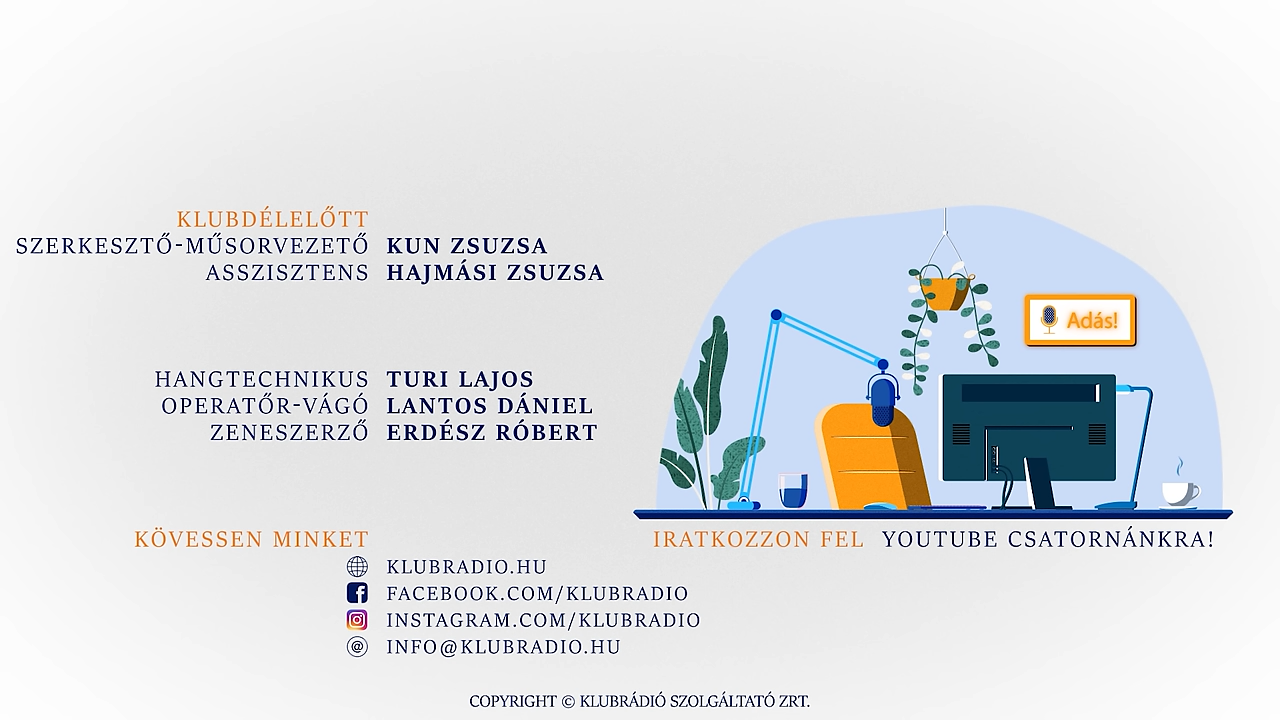 KLUBDÉLELŐTT
SZERKESZTŐ-MŰSORVEZETŐ KUN ZSUZSA
ASSZISZTENS HAJMÁSI ZSUZSA
HANGTECHNIKUS TURI LAJOS
OPERATŐR-VÁGÓ LANTOS DÁNIEL
ZENESZERZŐ ERDÉSZ RÓBERT
Adás!
KÖVESSEN MINKET
KLUBRADIO.HU
FACEBOOK.COM/KLUBRADIO
INSTAGRAM.COM/KLUBRADIO
INFO@KLUBRADIO.HU
IRATKOZZON FEL YOUTUBE CSATORNÁNKRA!
COPYRIGHT © KLUBRÁDIÓ SZOLGÁLTATÓ ZRT.